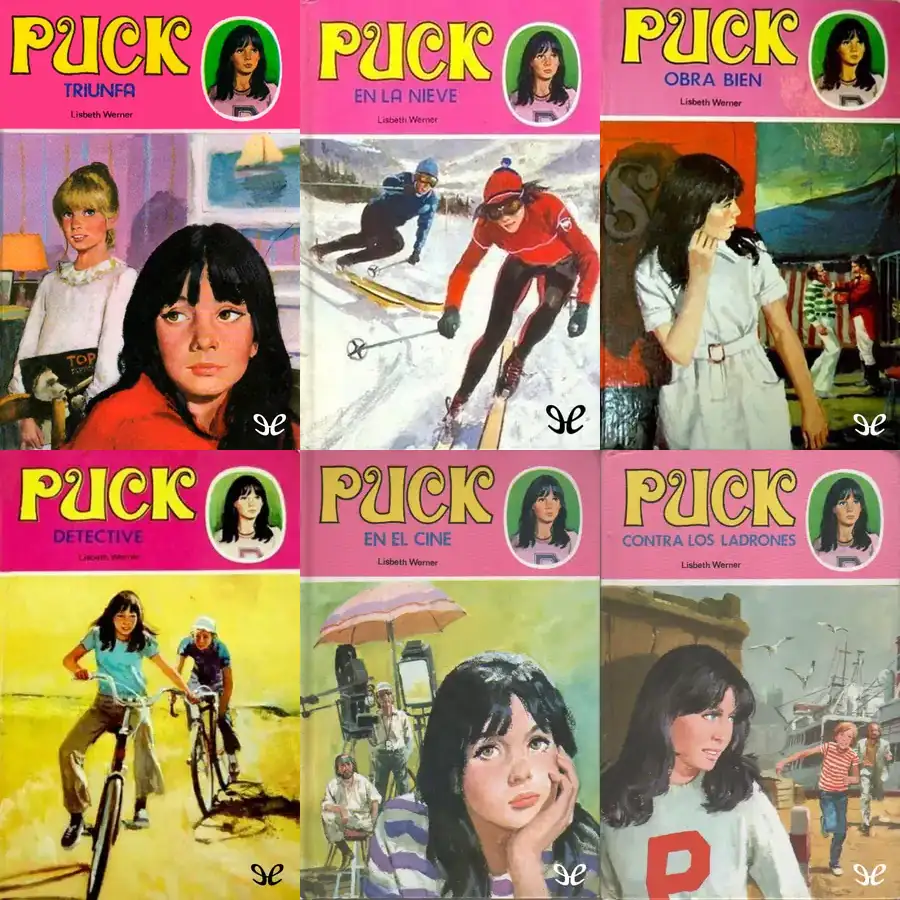 PUCK
TRIUNFA
Lisbeth Werner
P
TOP
PUCK
EN LA NIEVE
Lisbeth Werner
P
PUCK
OBRA BIEN
Lisbeth Werner
P
S
PUCK
DETECTIVE
Lisbeth Werner
P
PUCK
EN EL CINE
Lisbeth Werner
P
PUCK
CONTRA LOS LADRONES
Lisbeth Werner
P
P